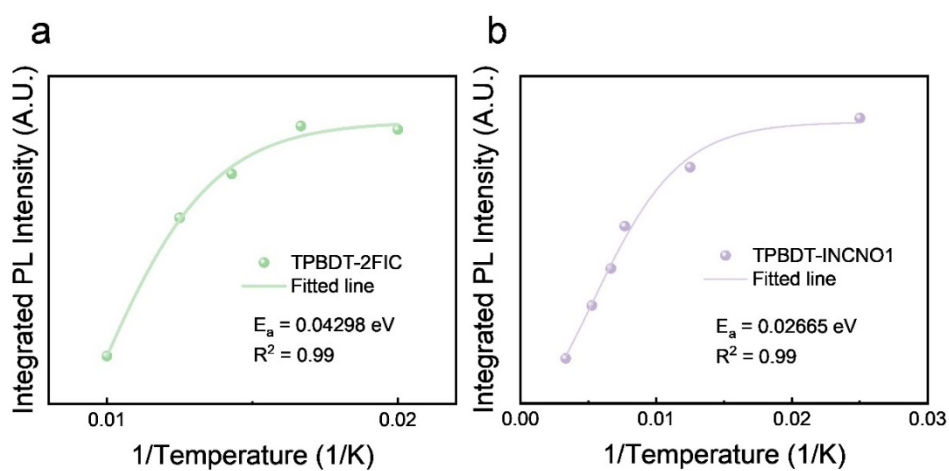 a
Integrated PL Intensity (A.U.)
TPBDT-2FIC
Fitted line
Eₐ = 0.04298 eV
R² = 0.99
0.01
0.02
1/Temperature (1/K)
b
Integrated PL Intensity (A.U.)
TPBDT-INCNO1
Fitted line
Eₐ = 0.02665 eV
R² = 0.99
0.00
0.01
0.02
0.03
1/Temperature (1/K)